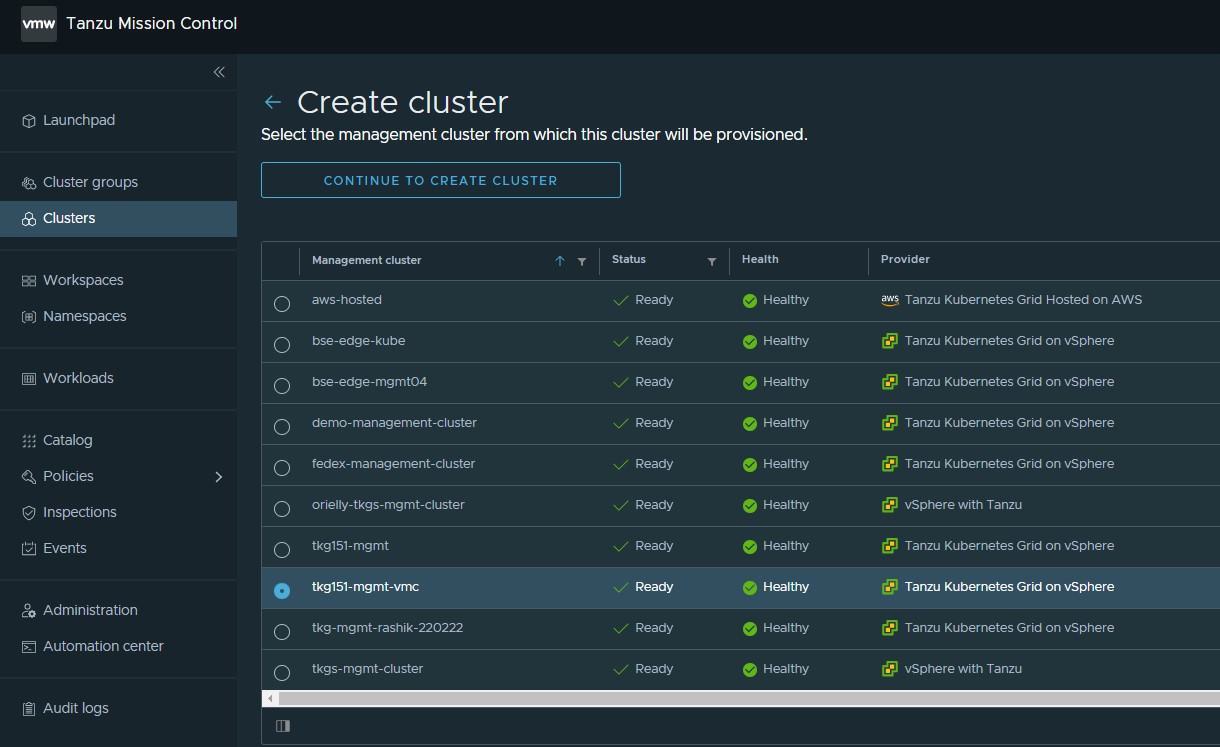 vmw Tanzu Mission Control
Launchpad
Cluster groups
Clusters
Workspaces
Namespaces
Workloads
Catalog
Policies
Inspections
Events
Administration
Automation center
Audit logs
Create cluster
Select the management cluster from which this cluster will be provisioned.
CONTINUE TO CREATE CLUSTER
Management cluster Status Health Provider
aws-hosted Ready Healthy aws Tanzu Kubernetes Grid Hosted on AWS
bse-edge-kube Ready Healthy Tanzu Kubernetes Grid on vSphere
bse-edge-mgmt04 Ready Healthy Tanzu Kubernetes Grid on vSphere
demo-management-cluster Ready Healthy Tanzu Kubernetes Grid on vSphere
fedex-management-cluster Ready Healthy Tanzu Kubernetes Grid on vSphere
orielly-tkgs-mgmt-cluster Ready Healthy vSphere with Tanzu
tkg151-mgmt Ready Healthy Tanzu Kubernetes Grid on vSphere
tkg151-mgmt-vmc Ready Healthy Tanzu Kubernetes Grid on vSphere
tkg-mgmt-rashik-220222 Ready Healthy Tanzu Kubernetes Grid on vSphere
tkgs-mgmt-cluster Ready Healthy vSphere with Tanzu